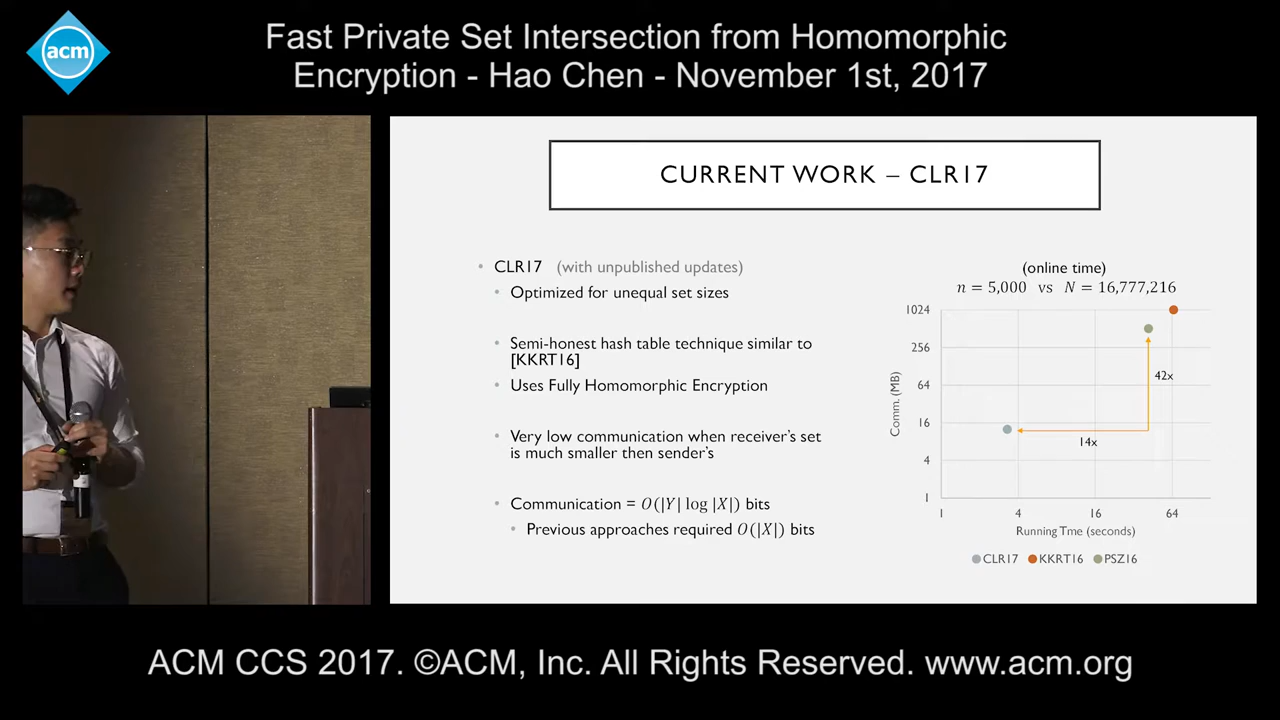 acm
Fast Private Set Intersection from Homomorphic
Encryption - Hao Chen - November 1st, 2017
CURRENT WORK – CLR17
• CLR17 (with unpublished updates)
• Optimized for unequal set sizes
• Semi-honest hash table technique similar to
[KKRT16]
• Uses Fully Homomorphic Encryption
• Very low communication when receiver's set
is much smaller then sender's
• Communication = O(|Y| log |X|) bits
• Previous approaches required O(|X|) bits
(online time)
n = 5,000 vs N = 16,777,216
1024
256
64
16
4
1
Comm. (MB)
42x
14x
1 4 16 64
Running Tme (seconds)
CLR17 KKRT16 PSZ16
ACM CCS 2017. ©ACM, Inc. All Rights Reserved. www.acm.org